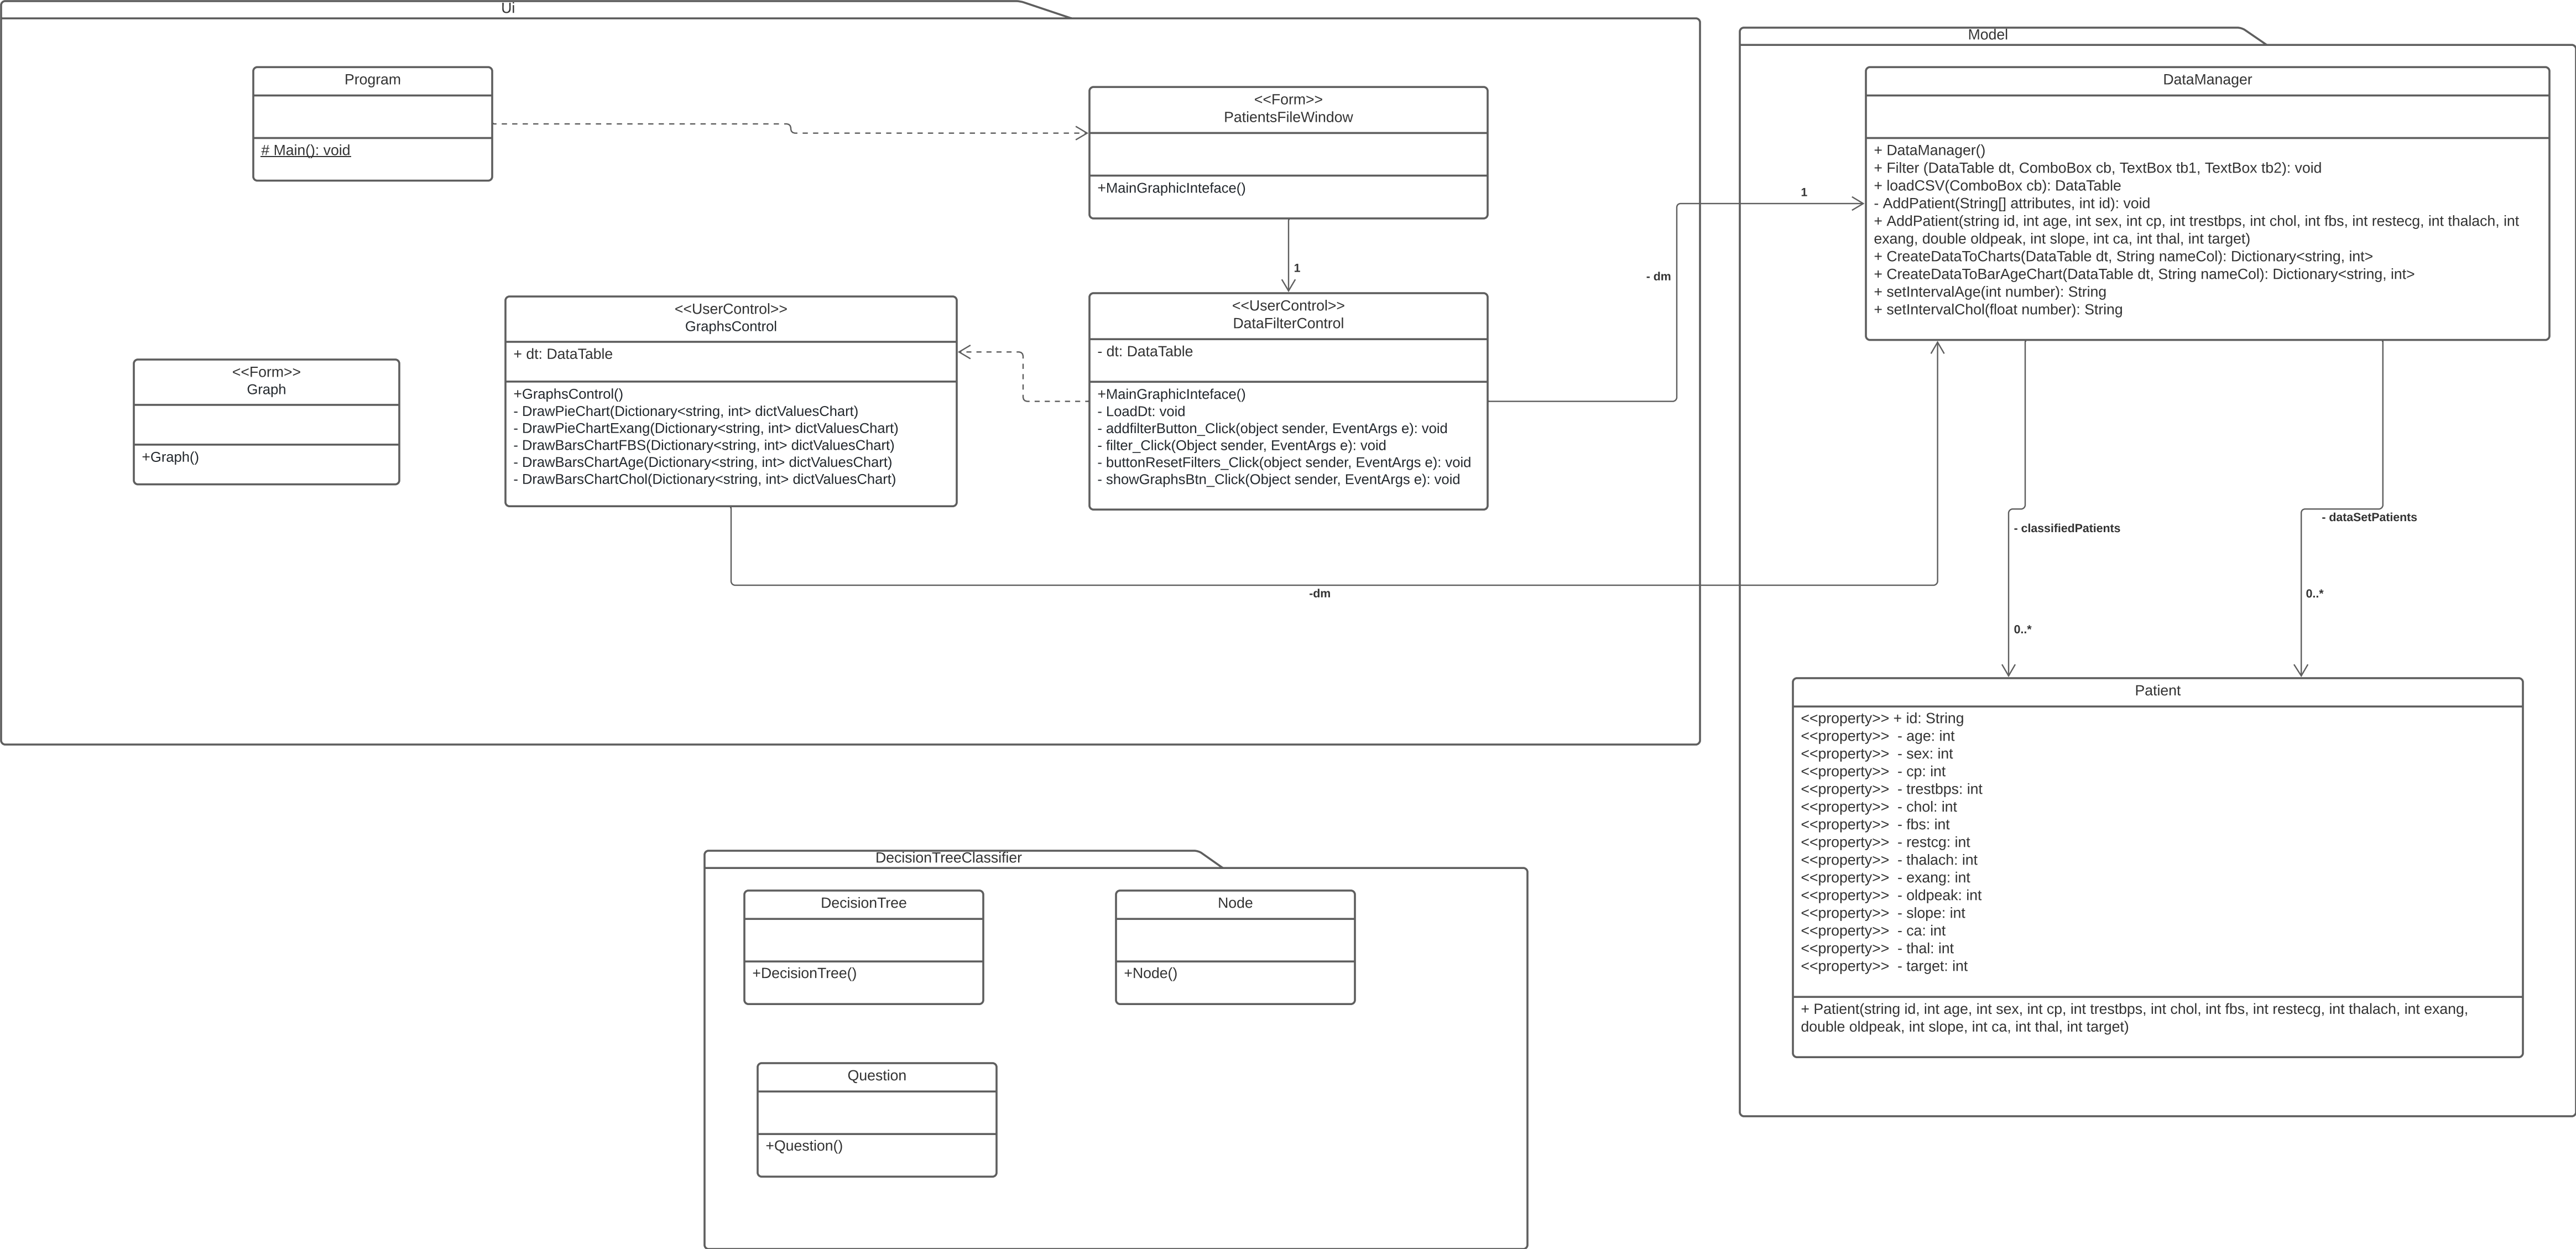 Ui
Program
# Main(): void
<<Form>>
PatientsFileWindow
+MainGraphicInteface()
1
<<UserControl>>
GraphsControl
+ dt: DataTable
+GraphsControl()
- DrawPieChart(Dictionary<string, int> dictValuesChart)
- DrawPieChartExang(Dictionary<string, int> dictValuesChart)
- DrawBarsChartFBS(Dictionary<string, int> dictValuesChart)
- DrawBarsChartAge(Dictionary<string, int> dictValuesChart)
- DrawBarsChartChol(Dictionary<string, int> dictValuesChart)
<<UserControl>>
DataFilterControl
- dt: DataTable
+MainGraphicInteface()
- LoadDt: void
- addfilterButton_Click(object sender, EventArgs e): void
- filter_Click(Object sender, EventArgs e): void
- buttonResetFilters_Click(object sender, EventArgs e): void
- showGraphsBtn_Click(Object sender, EventArgs e): void
<<Form>>
Graph
+Graph()
- dm
1
-dm
Model
DataManager
+ DataManager()
+ Filter (DataTable dt, ComboBox cb, TextBox tb1, TextBox tb2): void
+ loadCSV(ComboBox cb): DataTable
- AddPatient(String[] attributes, int id): void
+ AddPatient(string id, int age, int sex, int cp, int trestbps, int chol, int fbs, int restecg, int thalach, int
exang, double oldpeak, int slope, int ca, int thal, int target)
+ CreateDataToCharts(DataTable dt, String nameCol): Dictionary<string, int>
+ CreateDataToBarAgeChart(DataTable dt, String nameCol): Dictionary<string, int>
+ setIntervalAge(int number): String
+ setIntervalChol(float number): String
- classifiedPatients
0..*
- dataSetPatients
0..*
Patient
<<property>> + id: String
<<property>>  - age: int
<<property>>  - sex: int
<<property>>  - cp: int
<<property>>  - trestbps: int
<<property>>  - chol: int
<<property>>  - fbs: int
<<property>>  - restcg: int
<<property>>  - thalach: int
<<property>>  - exang: int
<<property>>  - oldpeak: int
<<property>>  - slope: int
<<property>>  - ca: int
<<property>>  - thal: int
<<property>>  - target: int
+ Patient(string id, int age, int sex, int cp, int trestbps, int chol, int fbs, int restecg, int thalach, int exang,
double oldpeak, int slope, int ca, int thal, int target)
DecisionTreeClassifier
DecisionTree
+DecisionTree()
Node
+Node()
Question
+Question()